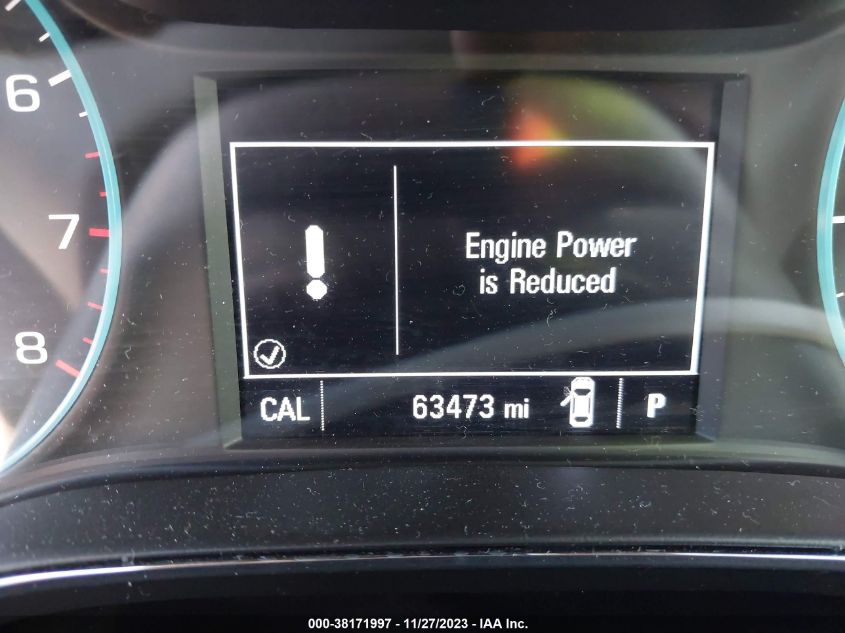 6
7
8
Engine Power
is Reduced
CAL 63473 mi P
000-38171997 - 11/27/2023 - IAA Inc.